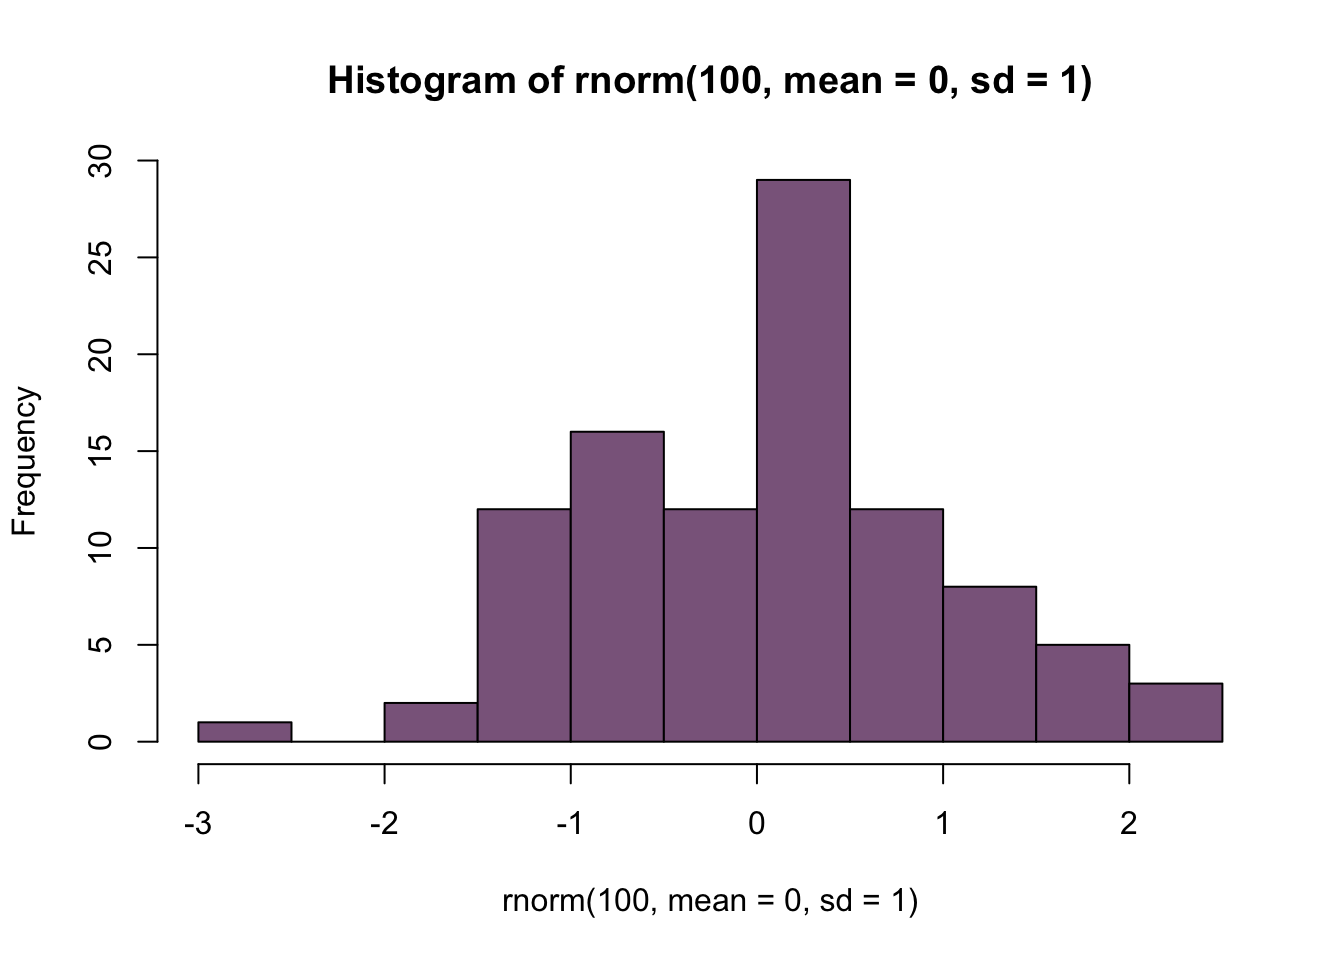 Histogram of rnorm(100, mean = 0, sd = 1)
30
25
20
15
10
5
0
Frequency
-3 -2 -1 0 1 2
rnorm(100, mean = 0, sd = 1)